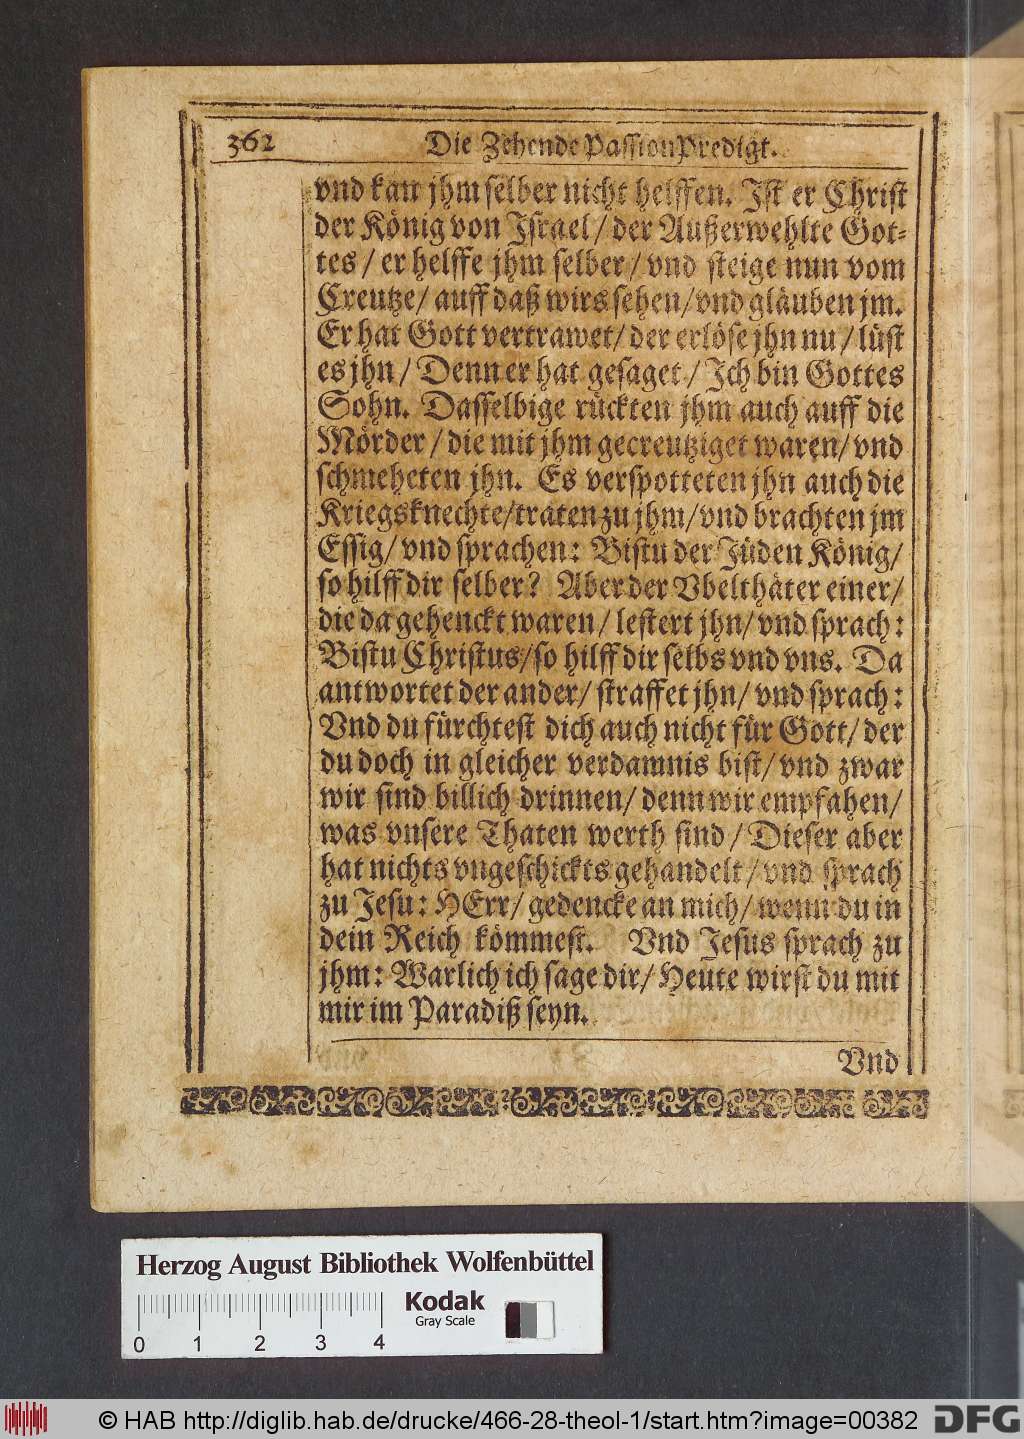 362 Die Zehende Passion Predigt.
vnd kan jhm selber nicht helffen. Ist er Christ
der König von Israel / der Außerwehlte Got⸗
tes / er helffe jhm selber / vnd steige nun vom
Creutze / auff daß wirs sehen / vnd gläuben jm.
Er hat Gott vertrawet / der erlöse jhn nu / lüst
es jhn / Denn er hat gesaget / Ich bin Gottes
Sohn. Dasselbige rückten jhm auch auff die
Mörder / die mit jhm gecreutziget waren / vnd
schmeheten jhn. Es verspotteten jhn auch die
Kriegsknechte / traten zu jhm / vnd brachten jm
Essig / vnd sprachen: Bistu der Jüden König /
so hilff dir selber? Aber der Vbelthäter einer /
die da gehenckt waren / lestert jhn / vnd sprach:
Bistu Christus / so hilff dir selbs vnd vns. Da
antwortet der ander / straffet jhn / vnd sprach:
Vnd du fürchtest dich auch nicht für Gott / der
du doch in gleicher verdamnis bist / vnd zwar
wir sind billich drinnen / denn wir empfahen /
was vnsere Thaten werth sind / Dieser aber
hat nichts vngeschickts gehandelt / vnd sprach
zu Jesu: HErr / gedencke an mich / wenn du in
dein Reich kömmest. Vnd Jesus sprach zu
jhm: Warlich ich sage dir / Heute wirst du mit
mir im Paradiß seyn.
Vnd
Herzog August Bibliothek Wolfenbüttel
Kodak
Gray Scale
0 1 2 3 4
© HAB http://diglib.hab.de/drucke/466-28-theol-1/start.htm?image=00382 DFG